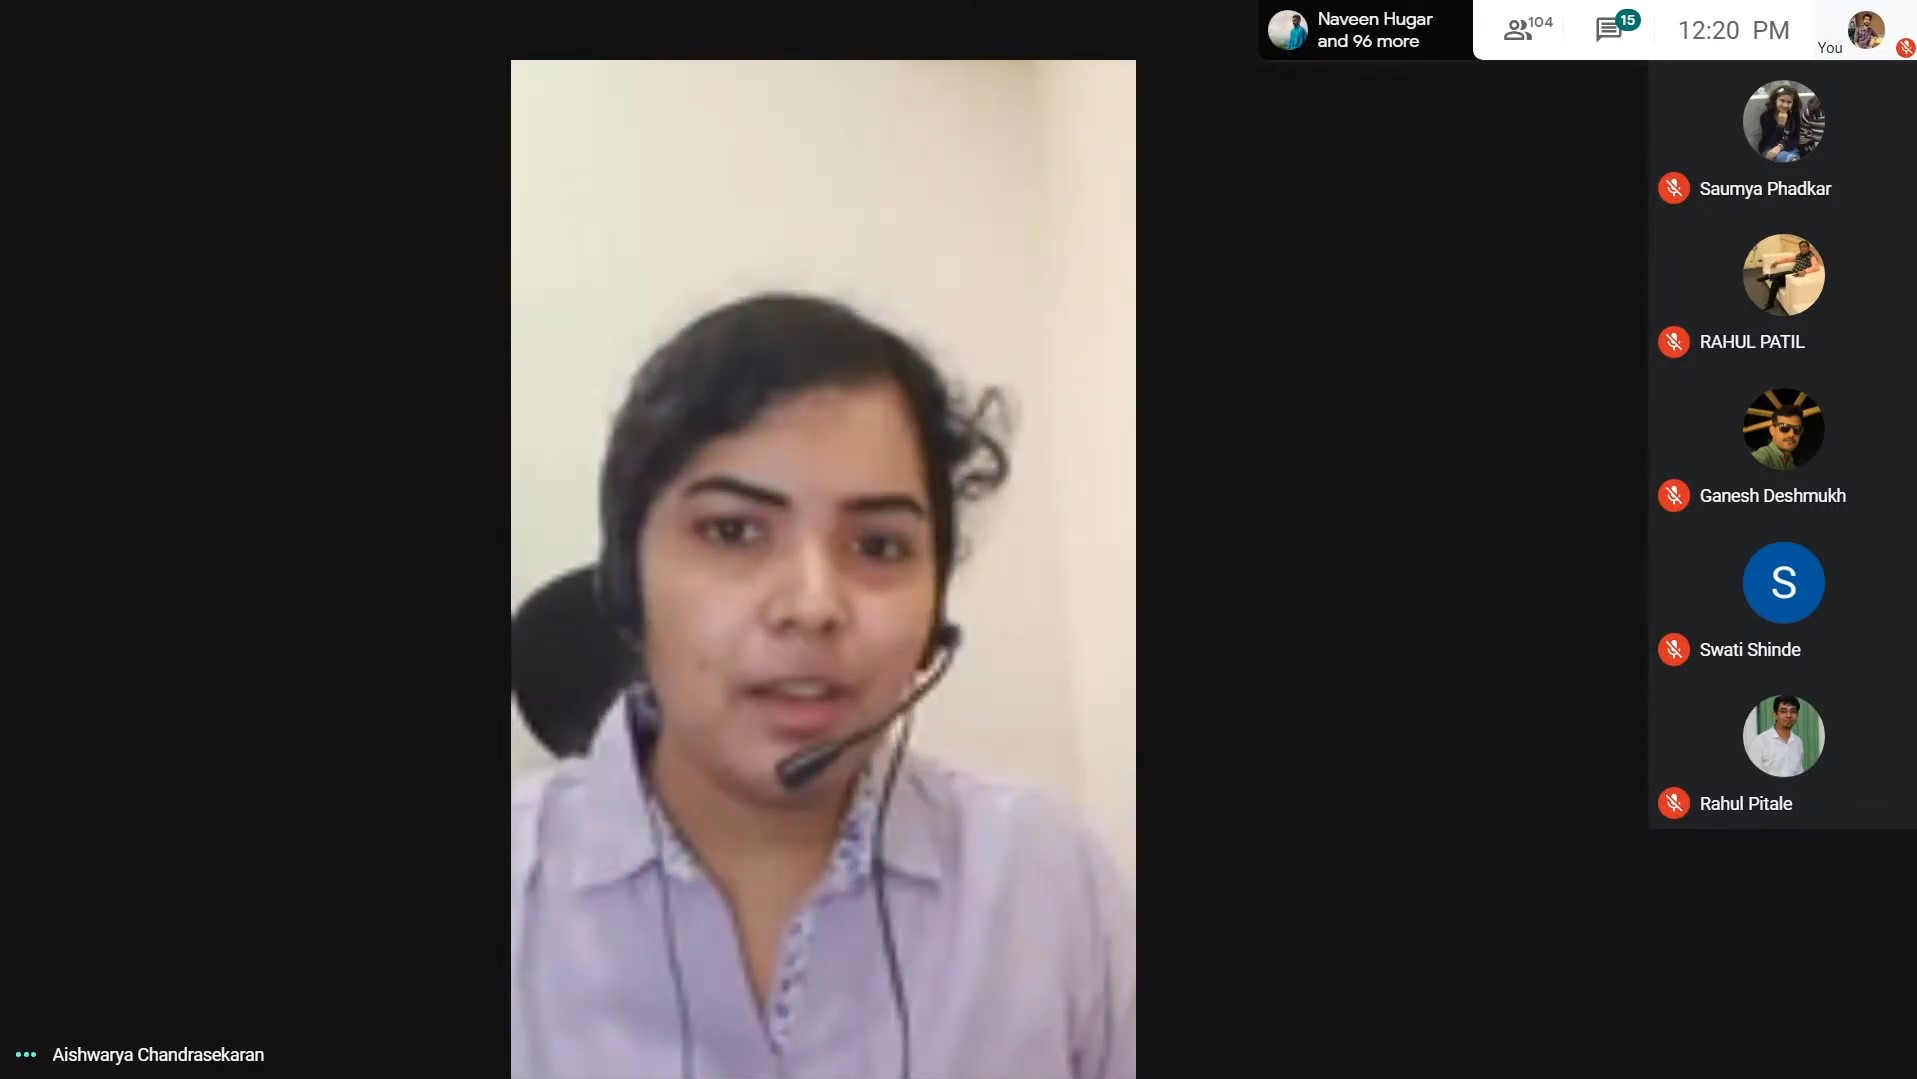 Naveen Hugar
and 96 more
104
15
12:20 PM
You
Saumya Phadkar
RAHUL PATIL
Ganesh Deshmukh
S
Swati Shinde
Rahul Pitale
Aishwarya Chandrasekaran